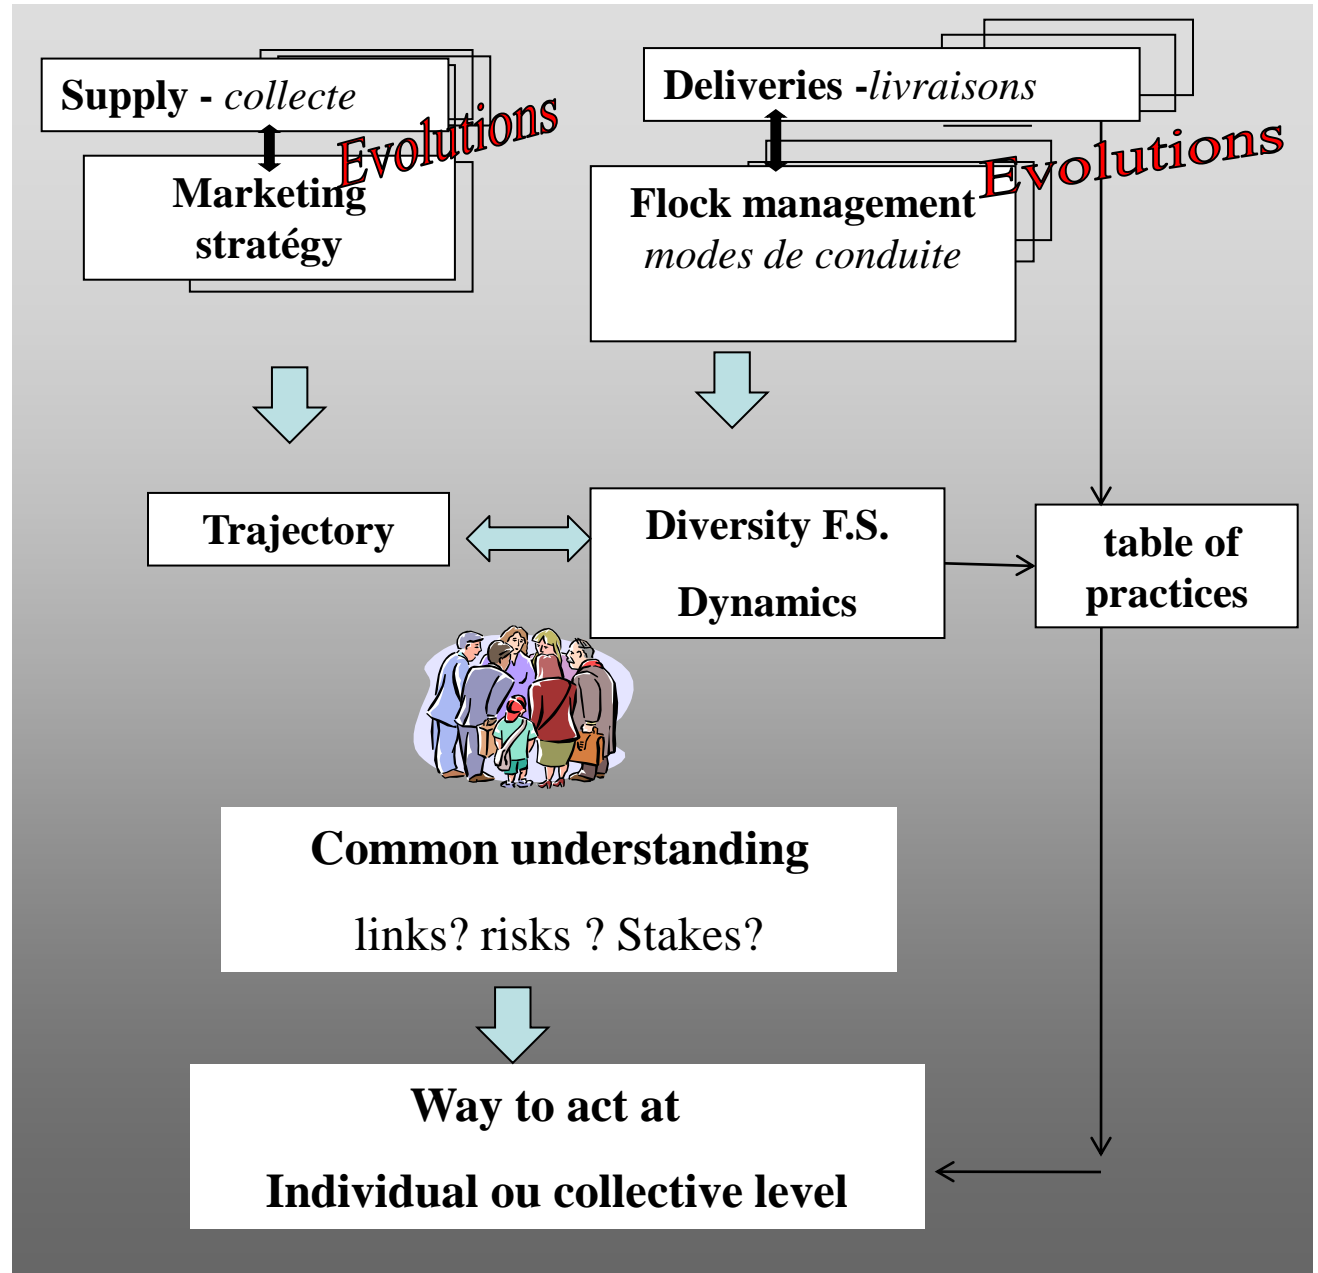 Supply - collecte
Evolutions
Marketing
stratégy
Deliveries -livraisons
Evolutions
Flock management
modes de conduite
Trajectory
Diversity F.S.
Dynamics
table of
practices
Common understanding
links? risks ? Stakes?
Way to act at
Individual ou collective level